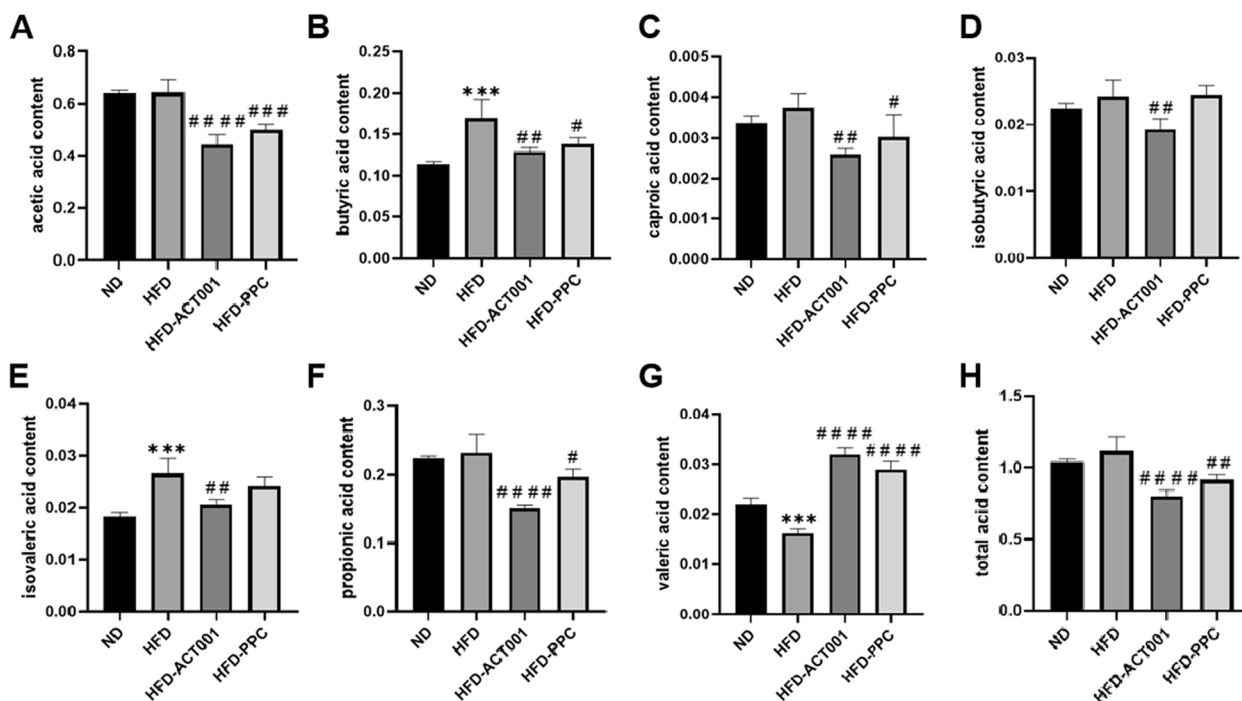 A
acetic acid content
0.8
0.6
0.4
0.2
0.0
####
###
ND
HFD
HFD-ACT001
HFD-PPC
B
butyric acid content
0.25
0.20
0.15
0.10
0.05
0.00
***
##
#
ND
HFD
HFD-ACT001
HFD-PPC
C
caproic acid content
0.005
0.004
0.003
0.002
0.001
0.000
##
#
ND
HFD
HFD-ACT001
HFD-PPC
D
isobutyric acid content
0.03
0.02
0.01
0.00
##
ND
HFD
HFD-ACT001
HFD-PPC
E
isovaleric acid content
0.04
0.03
0.02
0.01
0.00
***
##
ND
HFD
HFD-ACT001
HFD-PPC
F
propionic acid content
0.3
0.2
0.1
0.0
####
#
ND
HFD
HFD-ACT001
HFD-PPC
G
valeric acid content
0.04
0.03
0.02
0.01
0.00
***
####
####
ND
HFD
HFD-ACT001
HFD-PPC
H
total acid content
1.5
1.0
0.5
0.0
####
##
ND
HFD
HFD-ACT001
HFD-PPC